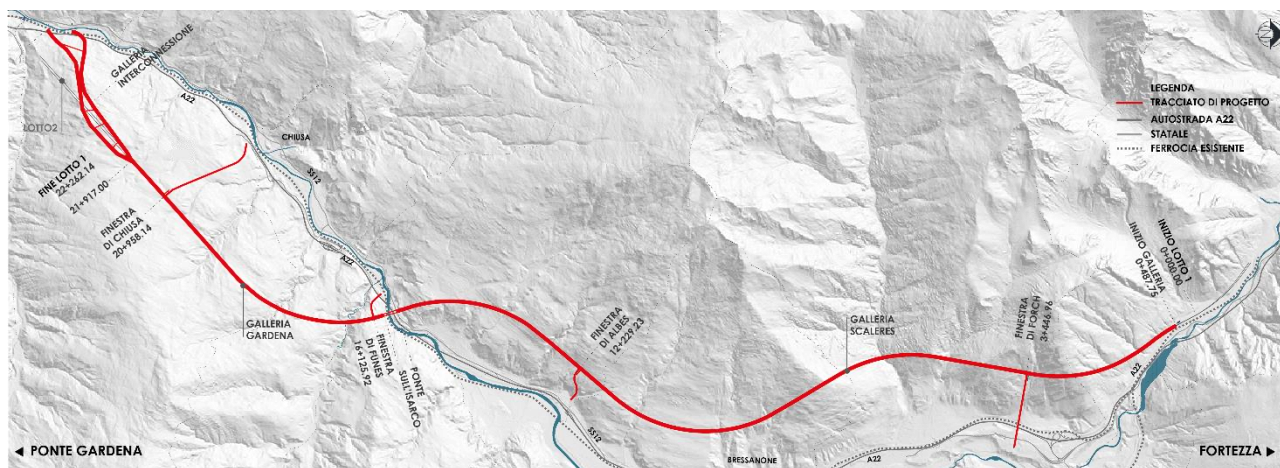 GALLERIA
INTERCONNESSIONE
A22
LOTTO2
CHIUSA
FINE LOTTO 1
22+262.14
21+917.00
FINESTRA
DI CHIUSA
20+958.14
SS12
A22
GALLERIA
GARDENA
FINESTRA
DI FUNES
16+125.92
PONTE
SULL'ISARCO
FINESTRA
DI ALBES
12+229.23
SS12
BRESSANONE
GALLERIA
SCALERES
A22
FINESTRA
DI FORCH
3+446.96
A22
INIZIO LOTTO 1
0+000.00
INIZIO GALLERIA
0+487.75
N
LEGENDA
TRACCIATO DI PROGETTO
AUTOSTRADA A22
STATALE
FERROCIA ESISTENTE
◄ PONTE GARDENA
FORTEZZA ►